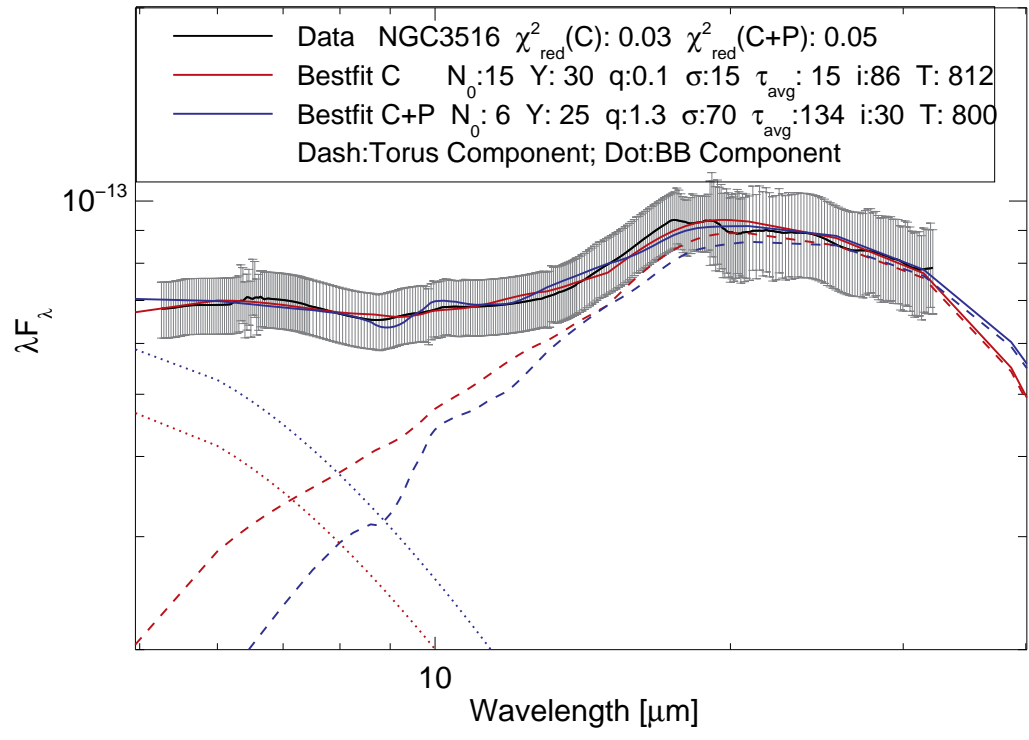 Data NGC3516 χ²red(C): 0.03 χ²red(C+P): 0.05
Bestfit C N0:15 Y: 30 q:0.1 σ:15 τavg: 15 i:86 T: 812
Bestfit C+P N0: 6 Y: 25 q:1.3 σ:70 τavg:134 i:30 T: 800
Dash:Torus Component; Dot:BB Component
10⁻¹³
λFλ
10
Wavelength [μm]